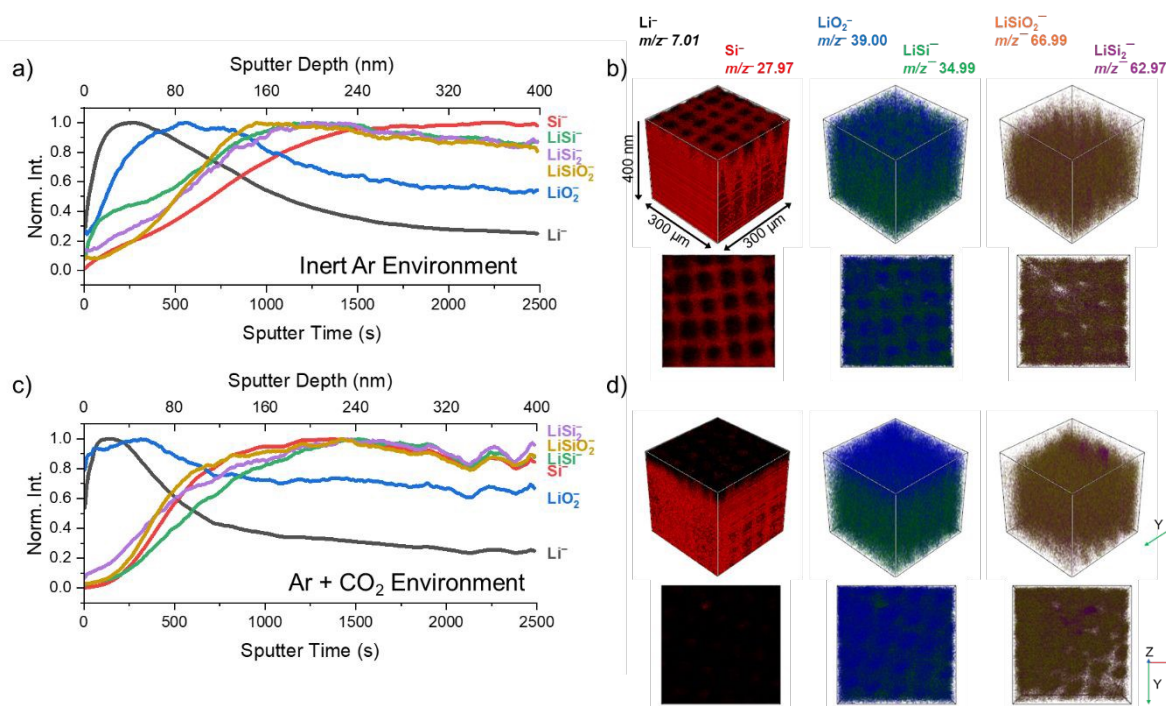 a)
Sputter Depth (nm)
0 80 160 240 320 400
Norm. Int.
1.0
0.8
0.6
0.4
0.2
0.0
Si⁻
LiSi⁻
LiSi₂⁻
LiSiO₂⁻
LiO₂⁻
Li⁻
Inert Ar Environment
0 500 1000 1500 2000 2500
Sputter Time (s)
b)
Li⁻
m/z⁻ 7.01
Si⁻
m/z⁻ 27.97
LiO₂⁻
m/z⁻ 39.00
LiSi⁻
m/z⁻ 34.99
LiSiO₂⁻
m/z⁻ 66.99
LiSi₂⁻
m/z⁻ 62.97
400 nm
300 µm
300 µm
c)
Sputter Depth (nm)
0 80 160 240 320 400
Norm. Int.
1.0
0.8
0.6
0.4
0.2
0.0
LiSi₂⁻
LiSiO₂⁻
LiSi⁻
Si⁻
LiO₂⁻
Li⁻
Ar + CO₂ Environment
0 500 1000 1500 2000 2500
Sputter Time (s)
d)
Y
Z
Y